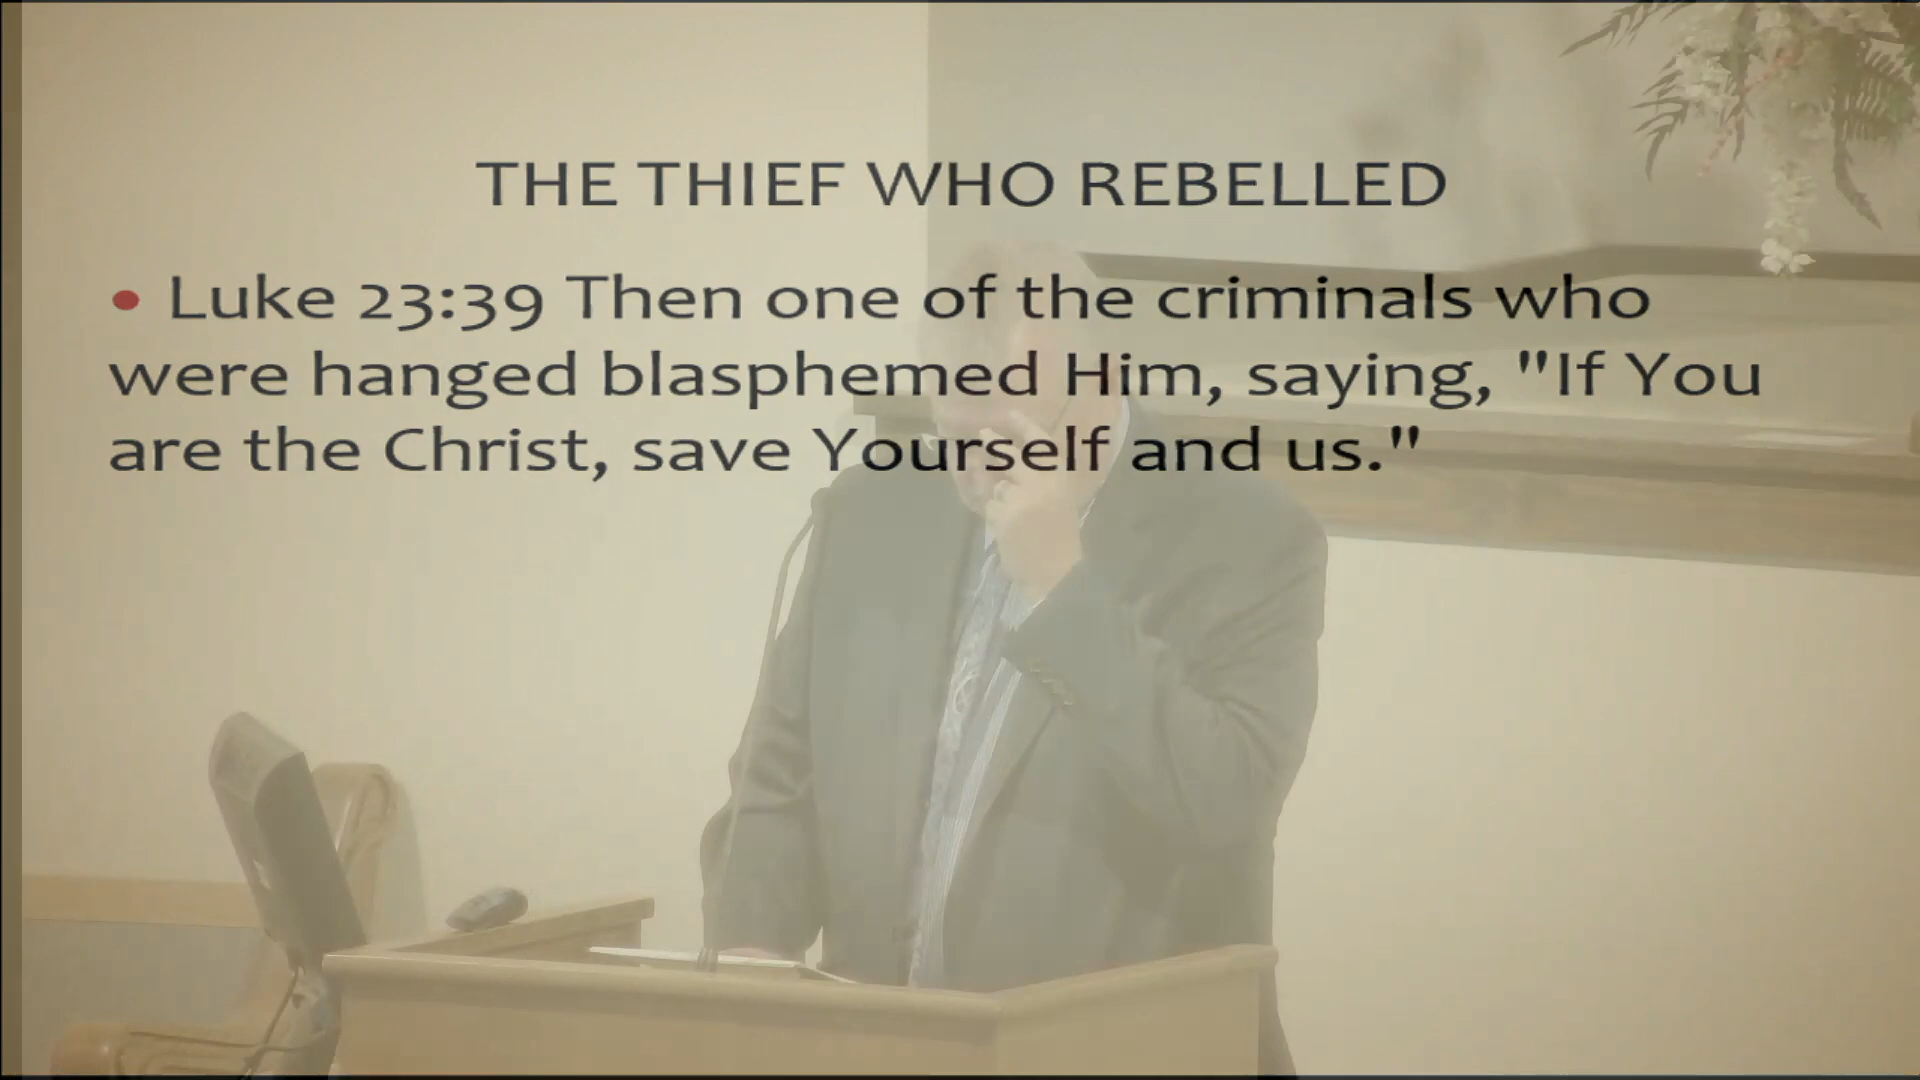 THE THIEF WHO REBELLED
• Luke 23:39 Then one of the criminals who
were hanged blasphemed Him, saying, "If You
are the Christ, save Yourself and us."